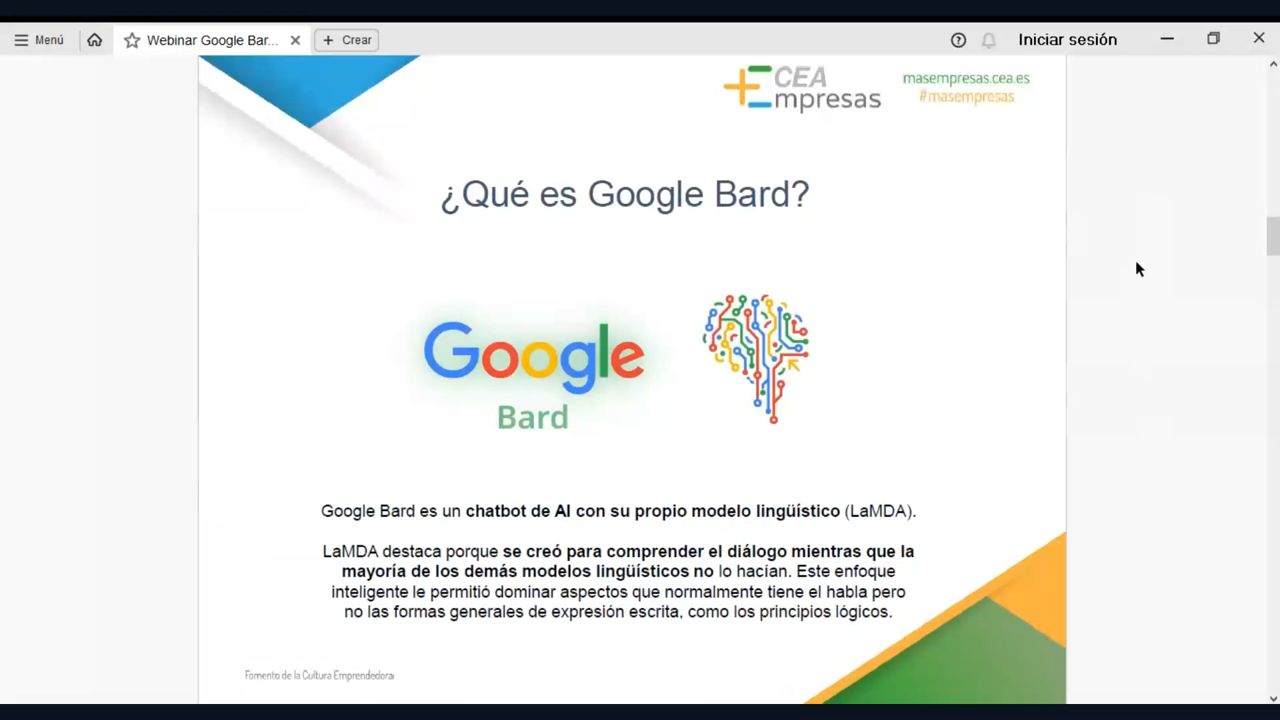 Menú
Webinar Google Bar...
Crear
Iniciar sesión
CEA
mpresas
masempresas.cea.es
#masempresas
¿Qué es Google Bard?
Google
Bard
Google Bard es un chatbot de AI con su propio modelo lingüístico (LaMDA).
LaMDA destaca porque se creó para comprender el diálogo mientras que la
mayoría de los demás modelos lingüísticos no lo hacían. Este enfoque
inteligente le permitió dominar aspectos que normalmente tiene el habla pero
no las formas generales de expresión escrita, como los principios lógicos.
Fomento de la Cultura Emprendedora